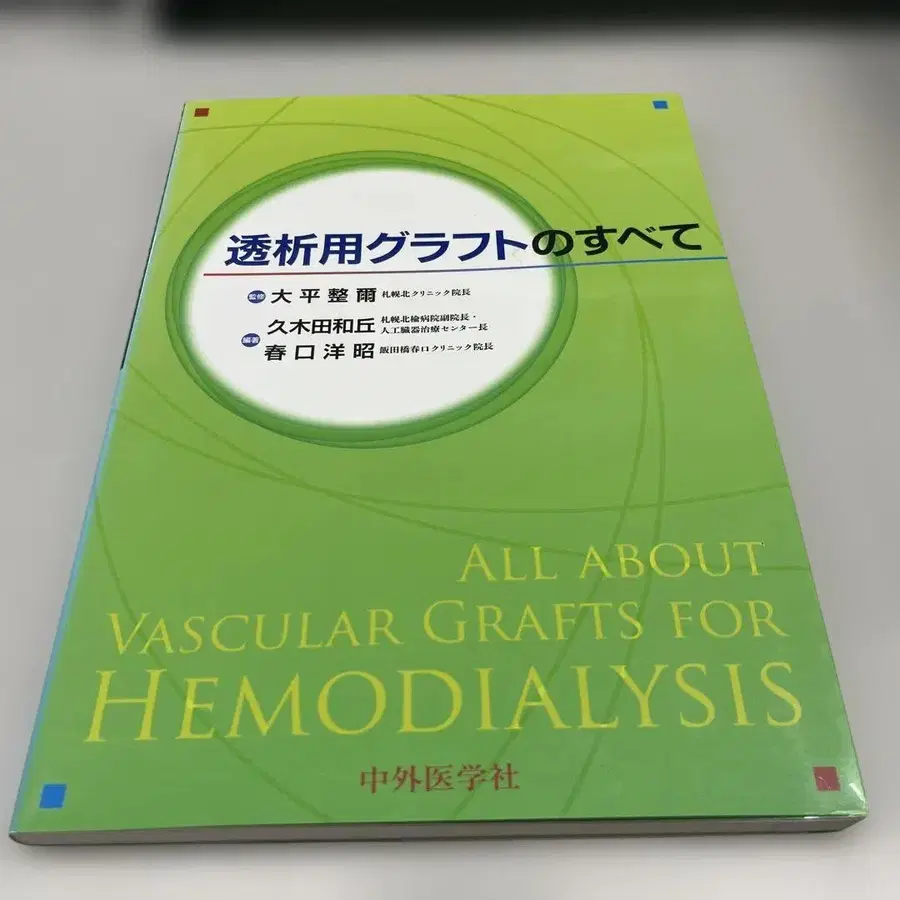 透析用グラフトのすべて
監修 大平整爾 札幌北クリニック院長
編著 久木田和丘 札幌北楡病院副院長・
人工臓器治療センター長
春口洋昭 飯田橋春口クリニック院長
ALL ABOUT
VASCULAR GRAFTS FOR
HEMODIALYSIS
中外医学社